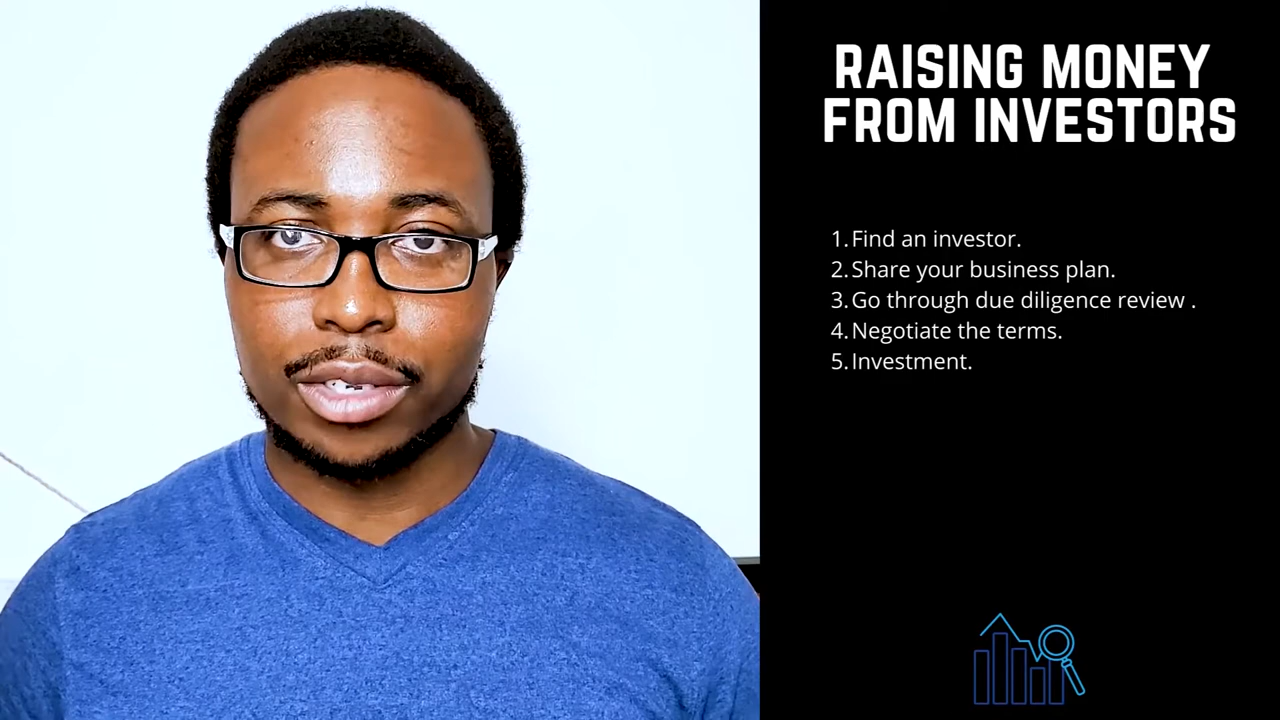 RAISING MONEY
FROM INVESTORS
1. Find an investor.
2. Share your business plan.
3. Go through due diligence review .
4. Negotiate the terms.
5. Investment.